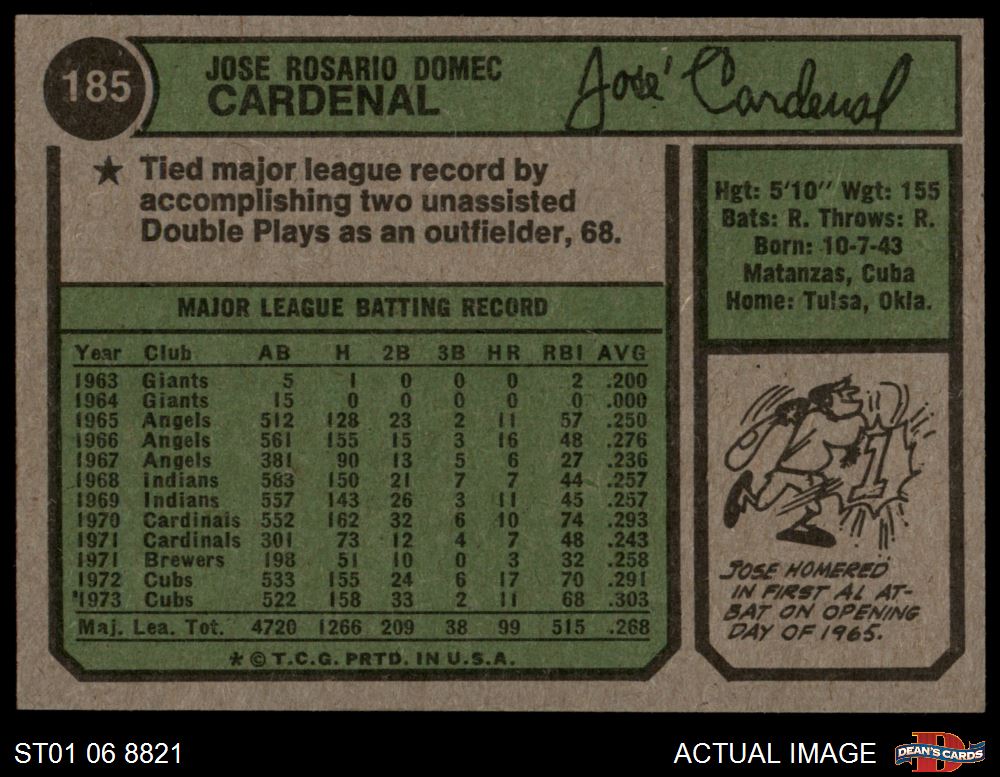 185
JOSE ROSARIO DOMEC
CARDENAL
José Cardenal
★ Tied major league record by
accomplishing two unassisted
Double Plays as an outfielder, 68.
MAJOR LEAGUE BATTING RECORD
Year Club AB H 2B 3B HR RBI AVG
1963 Giants 5 1 0 0 0 2 .200
1964 Giants 15 0 0 0 0 0 .000
1965 Angels 512 128 23 2 11 57 .250
1966 Angels 561 155 15 3 16 48 .276
1967 Angels 381 90 13 5 6 27 .236
1968 Indians 583 150 21 7 7 44 .257
1969 Indians 557 143 26 3 11 45 .257
1970 Cardinals 552 162 32 6 10 74 .293
1971 Cardinals 301 73 12 4 7 48 .243
1971 Brewers 198 51 10 0 3 32 .258
1972 Cubs 533 155 24 6 17 70 .291
1973 Cubs 522 158 33 2 11 68 .303
Maj. Lea. Tot. 4720 1266 209 38 99 515 .268
* © T.C.G. PRTD. IN U.S.A.
Hgt: 5'10" Wgt: 155
Bats: R. Throws: R.
Born: 10-7-43
Matanzas, Cuba
Home: Tulsa, Okla.
1
JOSE HOMERED
IN FIRST AL AT-
BAT ON OPENING
DAY OF 1965.
ST01 06 8821
ACTUAL IMAGE
D
DEAN'S CARDS